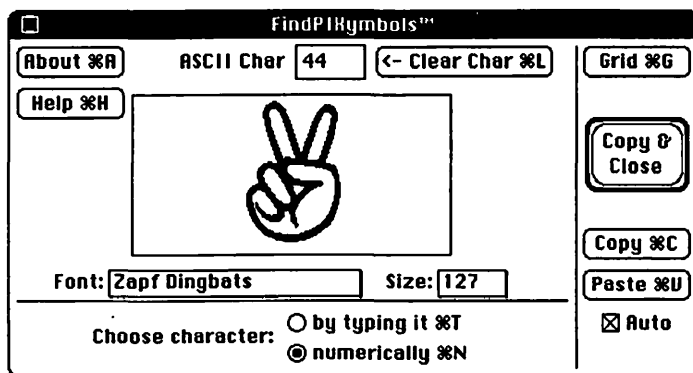 FindPIXymbols™
About ⌘A
ASCII Char 44
<- Clear Char ⌘L
Grid ⌘G
Help ⌘H
Copy &
Close
Copy ⌘C
Font: Zapf Dingbats
Size: 127
Paste ⌘V
Choose character:
by typing it ⌘T
numerically ⌘N
Auto